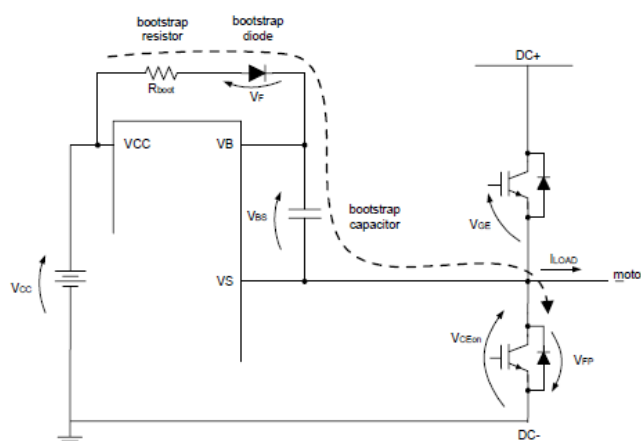 bootstrap
resistor
bootstrap
diode
DC+
Rboot
VF
VCC
VB
VBS
bootstrap
capacitor
VGE
VCC
VS
ILOAD
moto
VCEon
VFP
DC-